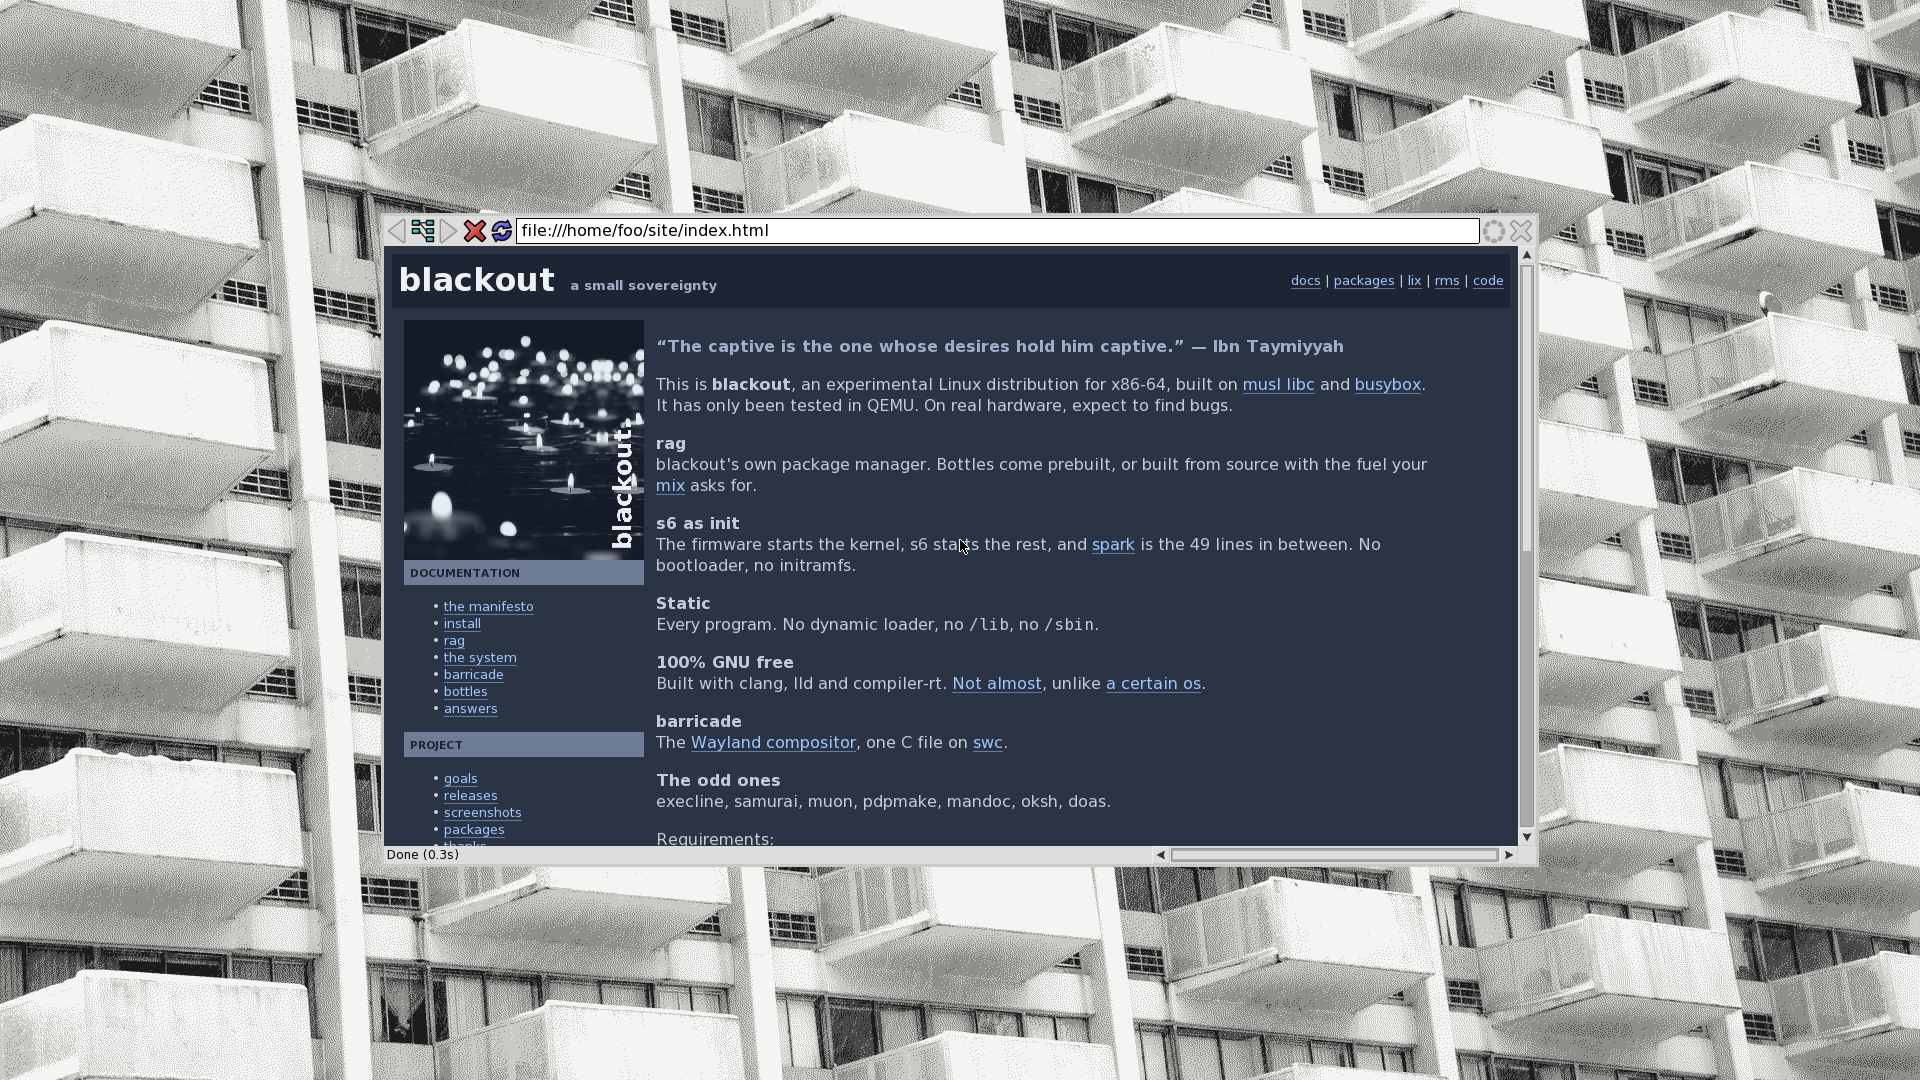 file:///home/foo/site/index.html
blackout a small sovereignty
docs | packages | lix | rms | code
blackout.
“The captive is the one whose desires hold him captive.” — Ibn Taymiyyah
This is blackout, an experimental Linux distribution for x86-64, built on musl libc and busybox.
It has only been tested in QEMU. On real hardware, expect to find bugs.
rag
blackout's own package manager. Bottles come prebuilt, or built from source with the fuel your
mix asks for.
s6 as init
The firmware starts the kernel, s6 starts the rest, and spark is the 49 lines in between. No
bootloader, no initramfs.
Static
Every program. No dynamic loader, no /lib, no /sbin.
100% GNU free
Built with clang, lld and compiler-rt. Not almost, unlike a certain os.
barricade
The Wayland compositor, one C file on swc.
The odd ones
execline, samurai, muon, pdpmake, mandoc, oksh, doas.
Requirements:
DOCUMENTATION
• the manifesto
• install
• rag
• the system
• barricade
• bottles
• answers
PROJECT
• goals
• releases
• screenshots
• packages
• thanks
Done (0.3s)